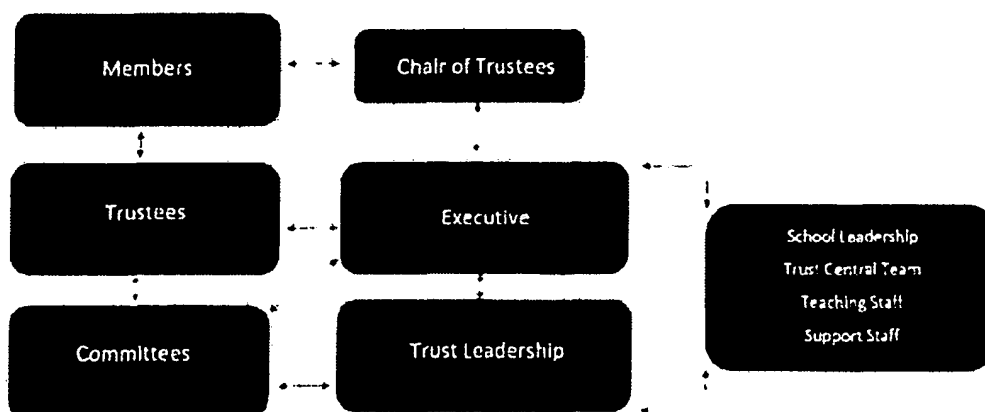 Members
Chair of Trustees
Trustees
Executive
School Leadership
Trust Central Team
Teaching Staff
Support Staff
Committees
Trust Leadership